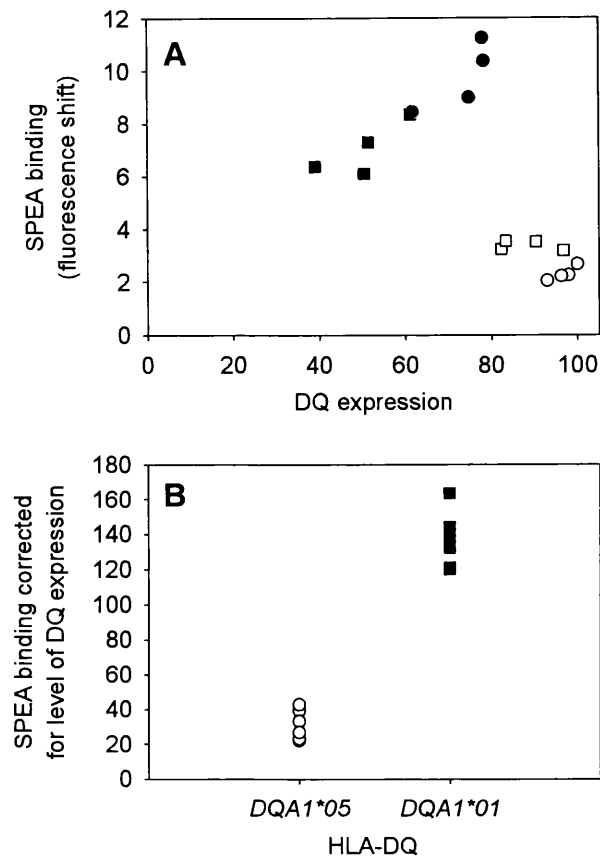 12
A
10
8
6
4
2
0
SPEA binding
(fluorescence shift)
0 20 40 60 80 100
DQ expression
180
B
160
140
120
100
80
60
40
20
0
SPEA binding corrected
for level of DQ expression
DQA1*05 DQA1*01
HLA-DQ